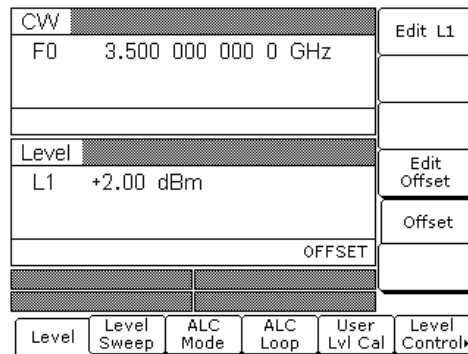 CW
F0 3.500 000 000 0 GHz
Level
L1 +2.00 dBm
OFFSET
Edit L1
Edit
Offset
Offset
Level
Level
Sweep
ALC
Mode
ALC
Loop
User
Lvl Cal
Level
Control